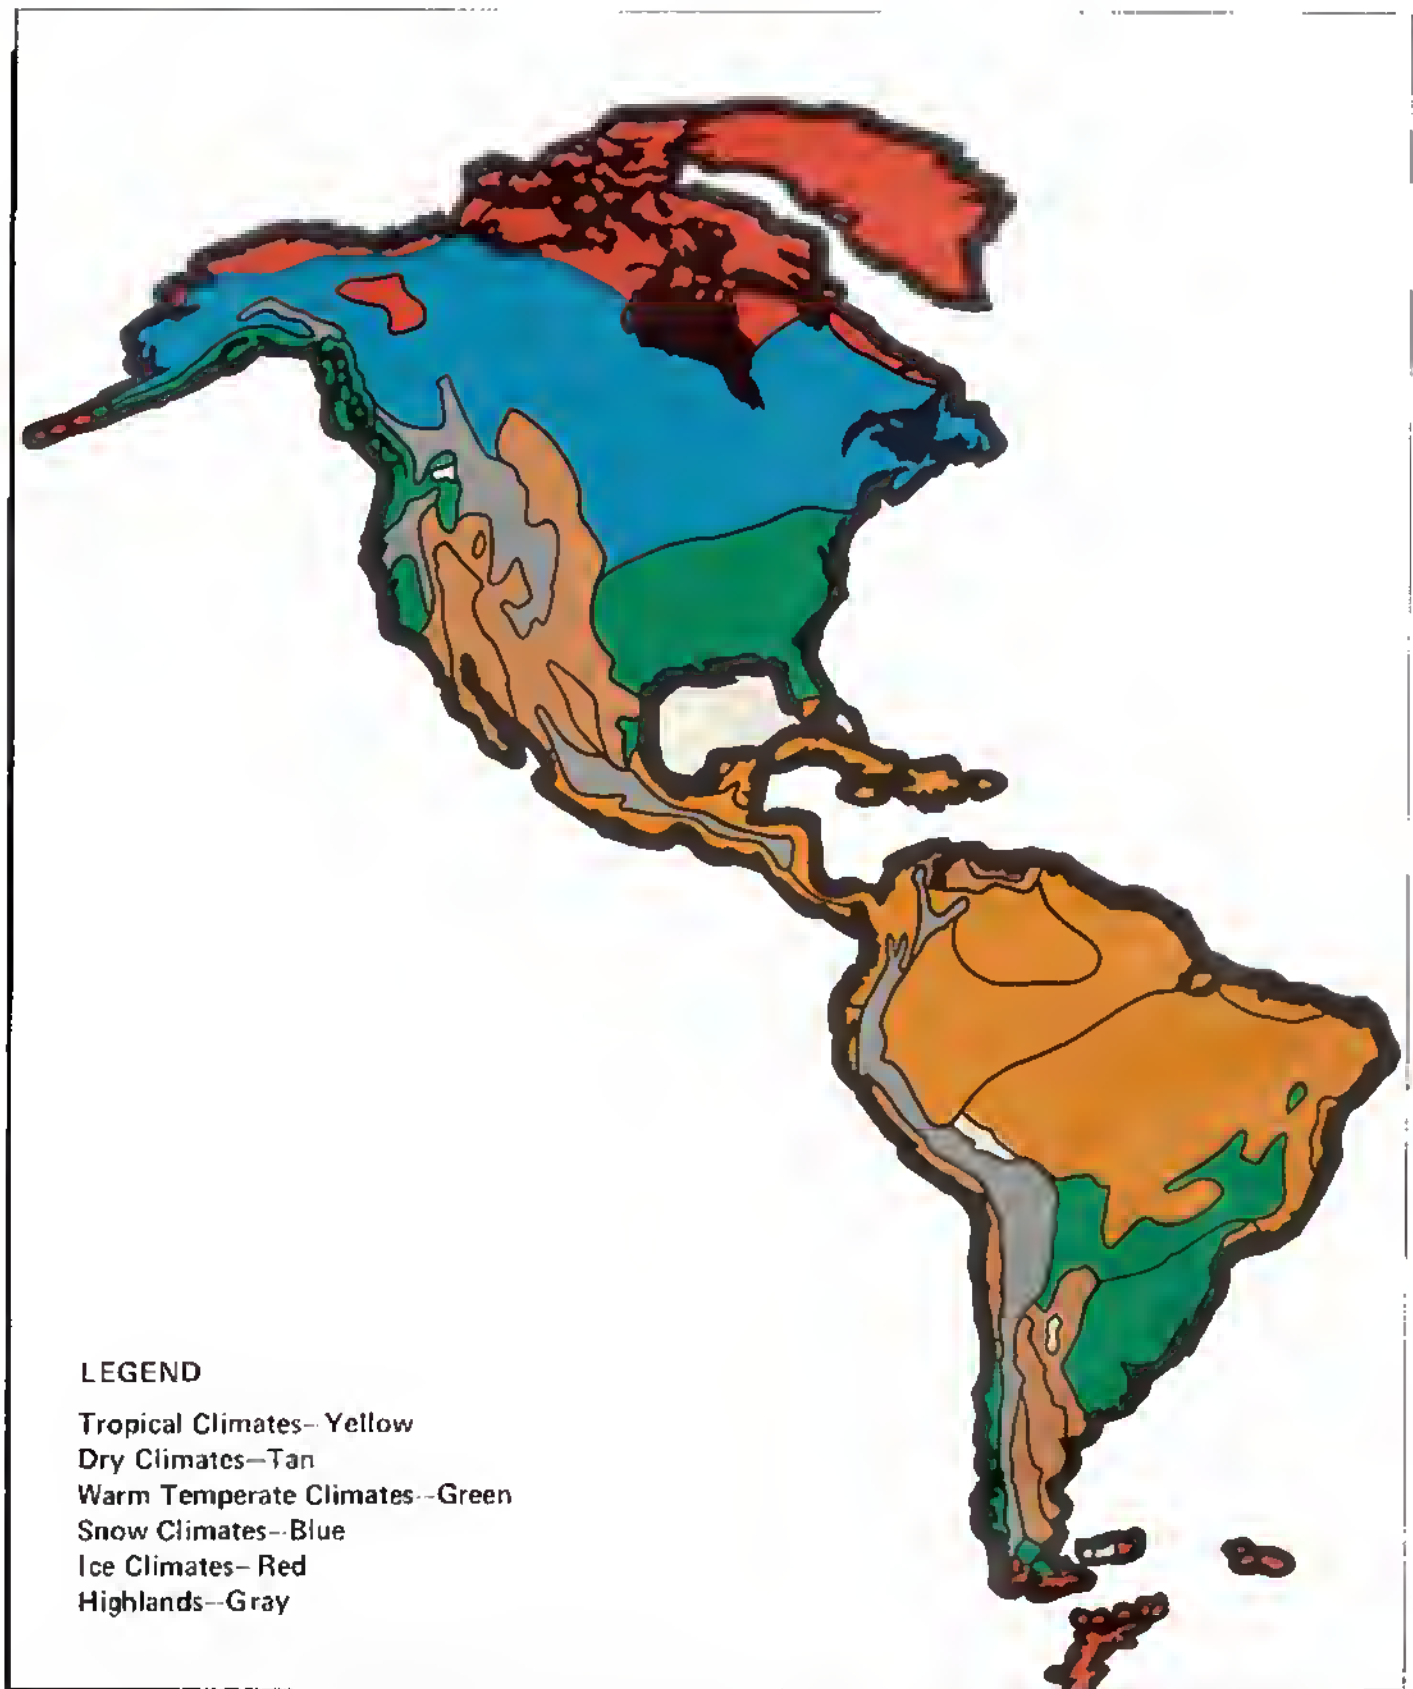 LEGEND
Tropical Climates--Yellow
Dry Climates--Tan
Warm Temperate Climates--Green
Snow Climates--Blue
Ice Climates--Red
Highlands--Gray